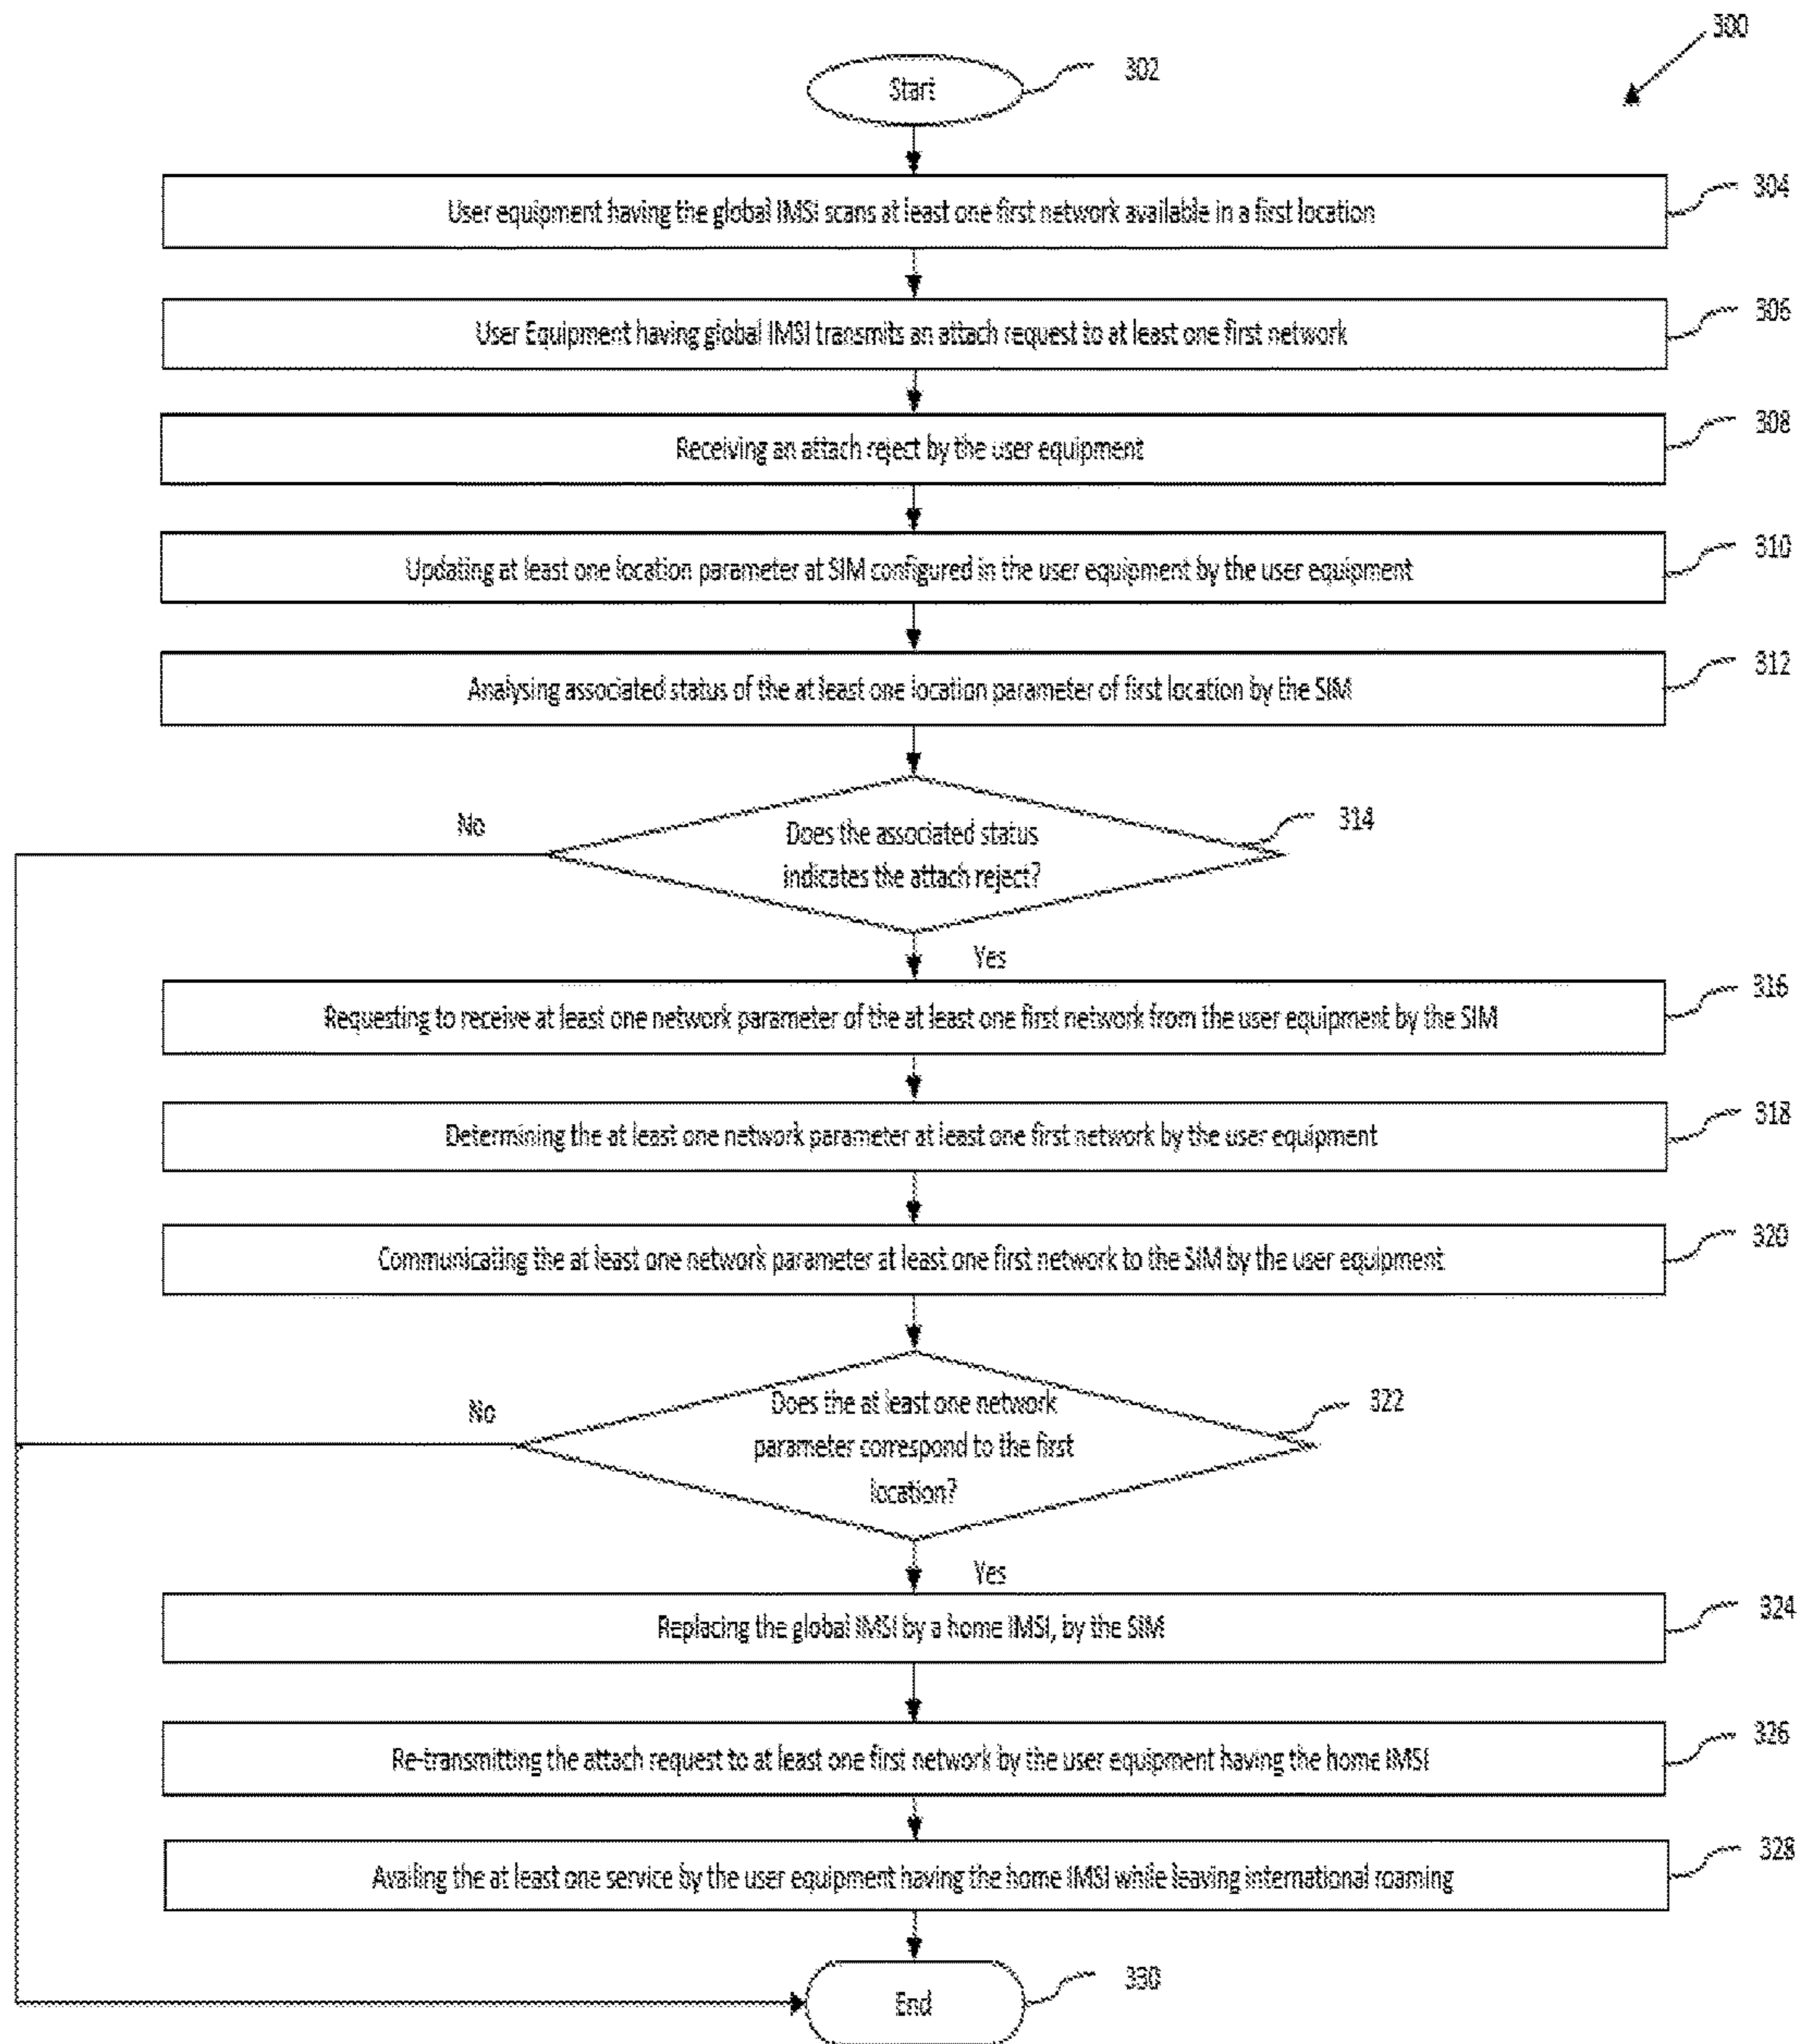 300
Start
302
User equipment having the global IMSI scans at least one first network available in a first location
304
User Equipment having global IMSI transmits an attach request to at least one first network
306
Receiving an attach reject by the user equipment
308
Updating at least one location parameter at SIM configured in the user equipment by the user equipment
310
Analysing associated status of the at least one location parameter of first location by the SIM
312
No
Does the associated status
indicates the attach reject?
314
Yes
Requesting to receive at least one network parameter of the at least one first network from the user equipment by the SIM
316
Determining the at least one network parameter at least one first network by the user equipment
318
Communicating the at least one network parameter at least one first network to the SIM by the user equipment
320
No
Does the at least one network
parameter correspond to the first
location?
322
Yes
Replacing the global IMSI by a home IMSI, by the SIM
324
Re-transmitting the attach request to at least one first network by the user equipment having the home IMSI
326
Availing the at least one service by the user equipment having the home IMSI while leaving international roaming
328
End
330